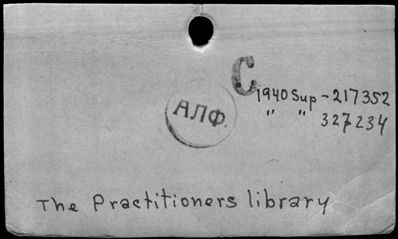 C
1940 Sup - 217352
" " 327234
АЛФ.
The Practitioners library